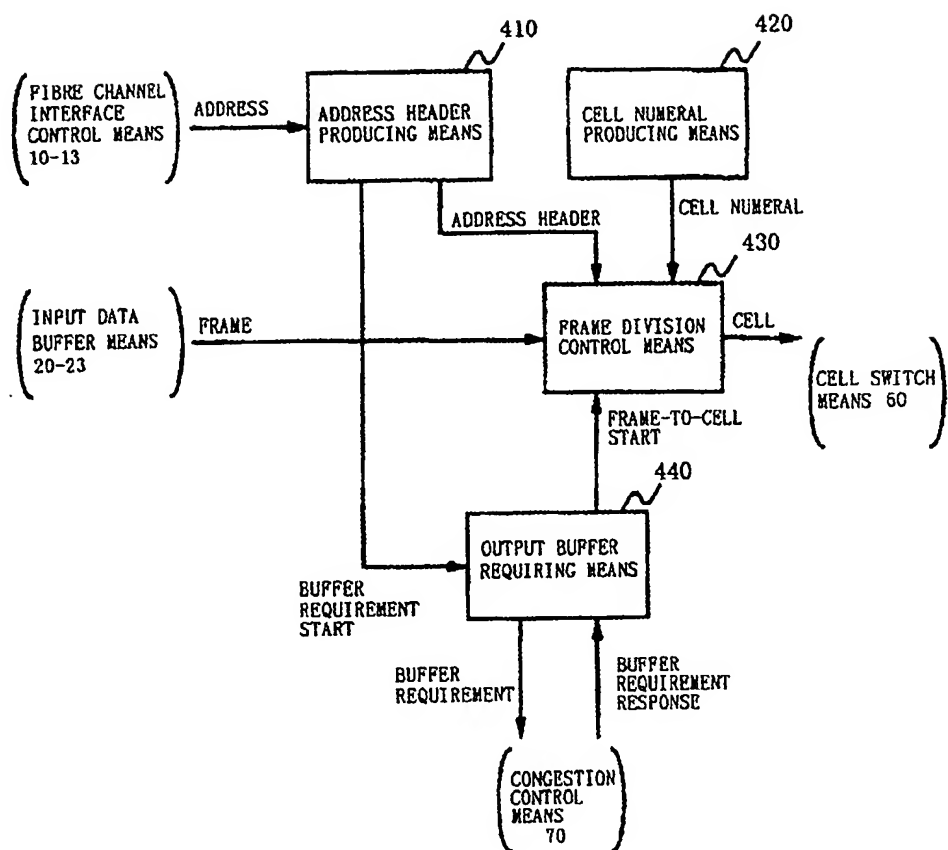 410
420
FIBRE CHANNEL
INTERFACE
CONTROL MEANS
10-13
ADDRESS
ADDRESS HEADER
PRODUCING MEANS
CELL NUMERAL
PRODUCING MEANS
ADDRESS HEADER
CELL NUMERAL
430
INPUT DATA
BUFFER MEANS
20-23
FRAME
FRAME DIVISION
CONTROL MEANS
CELL
CELL SWITCH
MEANS 60
FRAME-TO-CELL
START
440
OUTPUT BUFFER
REQUIRING MEANS
BUFFER
REQUIREMENT
START
BUFFER
REQUIREMENT
BUFFER
REQUIREMENT
RESPONSE
CONGESTION
CONTROL
MEANS
70